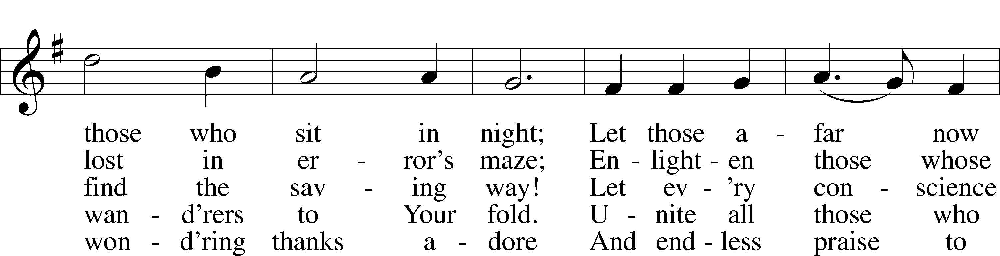 those who sit in night; Let those a - far now
lost in er - ror's maze; En - light - en those whose
find the sav - ing way! Let ev - 'ry con - science
wan - d'rers to Your fold. U - nite all those who
won - d'ring thanks a - dore And end - less praise to